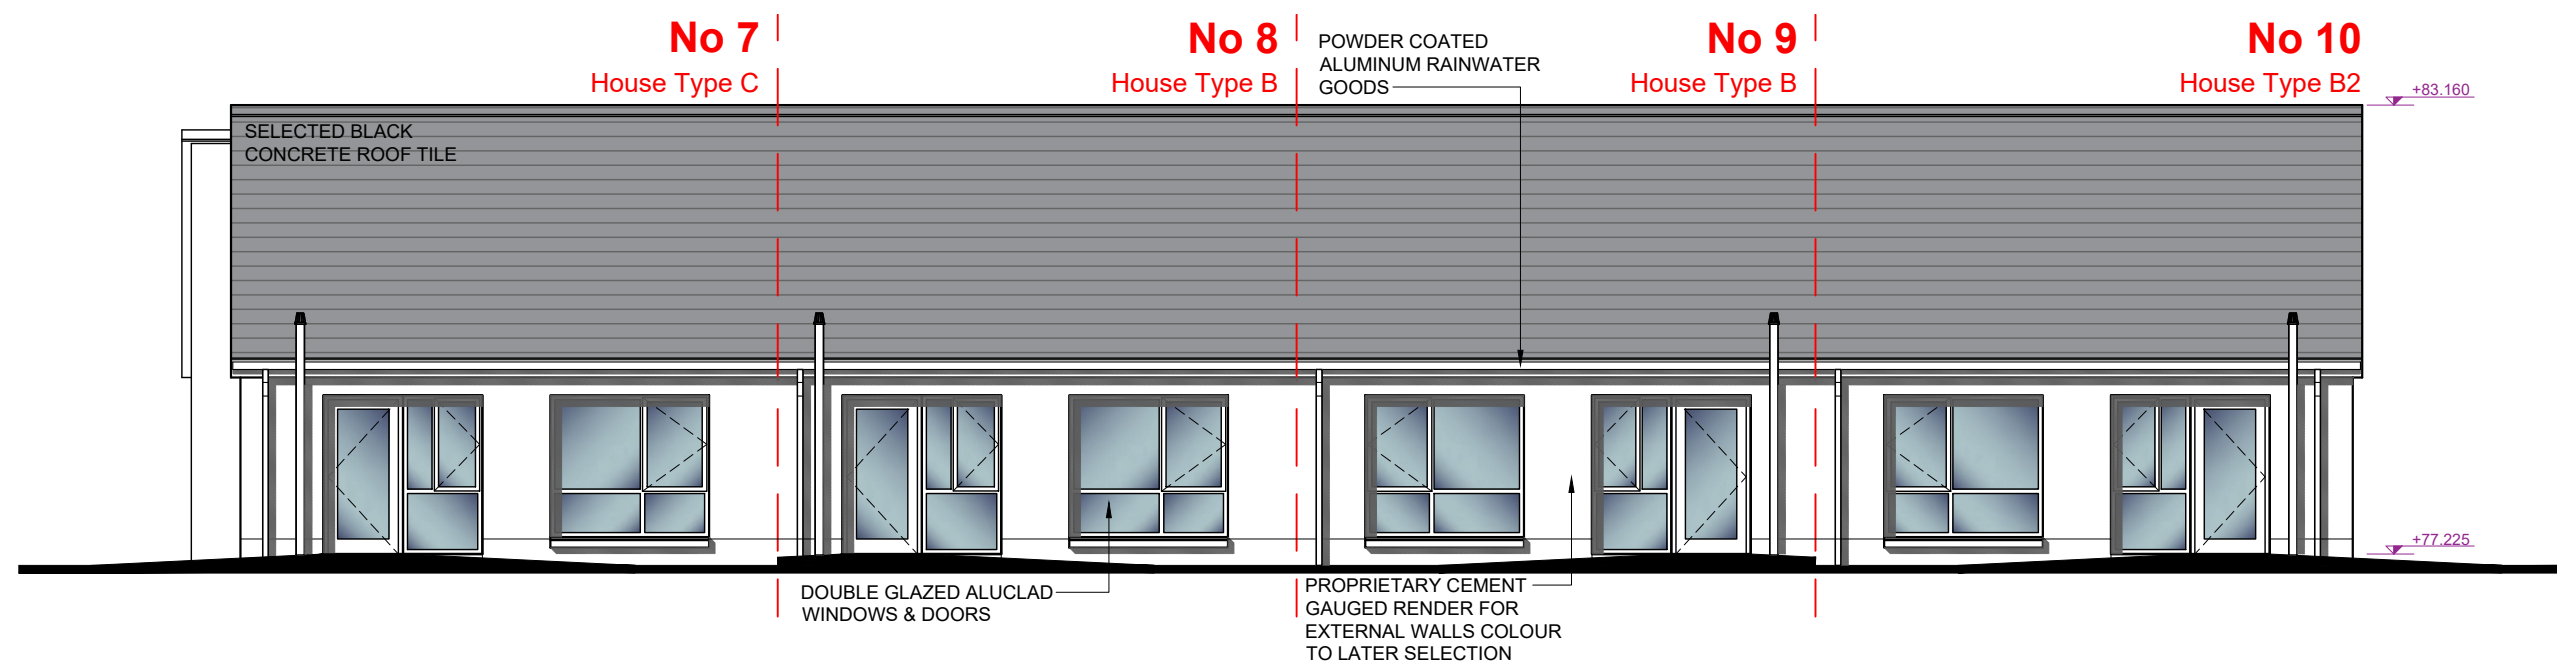 No 7
House Type C
No 8
House Type B
POWDER COATED
ALUMINUM RAINWATER
GOODS
No 9
House Type B
No 10
House Type B2
+83.160
SELECTED BLACK
CONCRETE ROOF TILE
+77.225
DOUBLE GLAZED ALUCLAD
WINDOWS & DOORS
PROPRIETARY CEMENT
GAUGED RENDER FOR
EXTERNAL WALLS COLOUR
TO LATER SELECTION